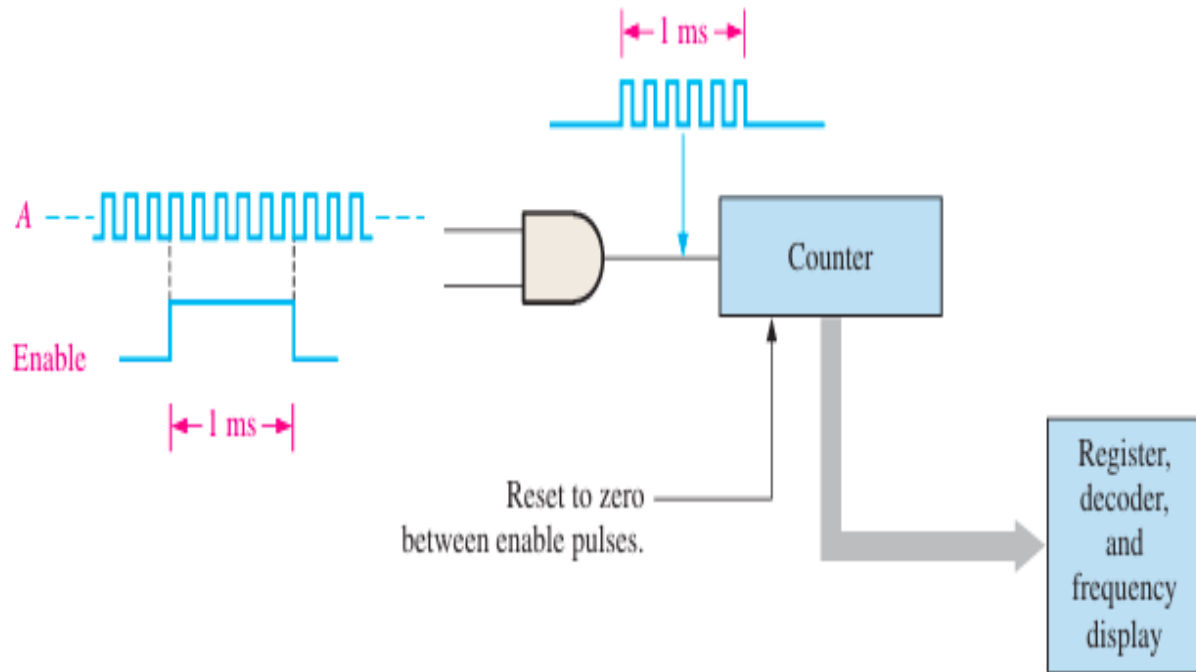 1 ms
A
Counter
Enable
1 ms
Reset to zero
between enable pulses.
Register,
decoder,
and
frequency
display